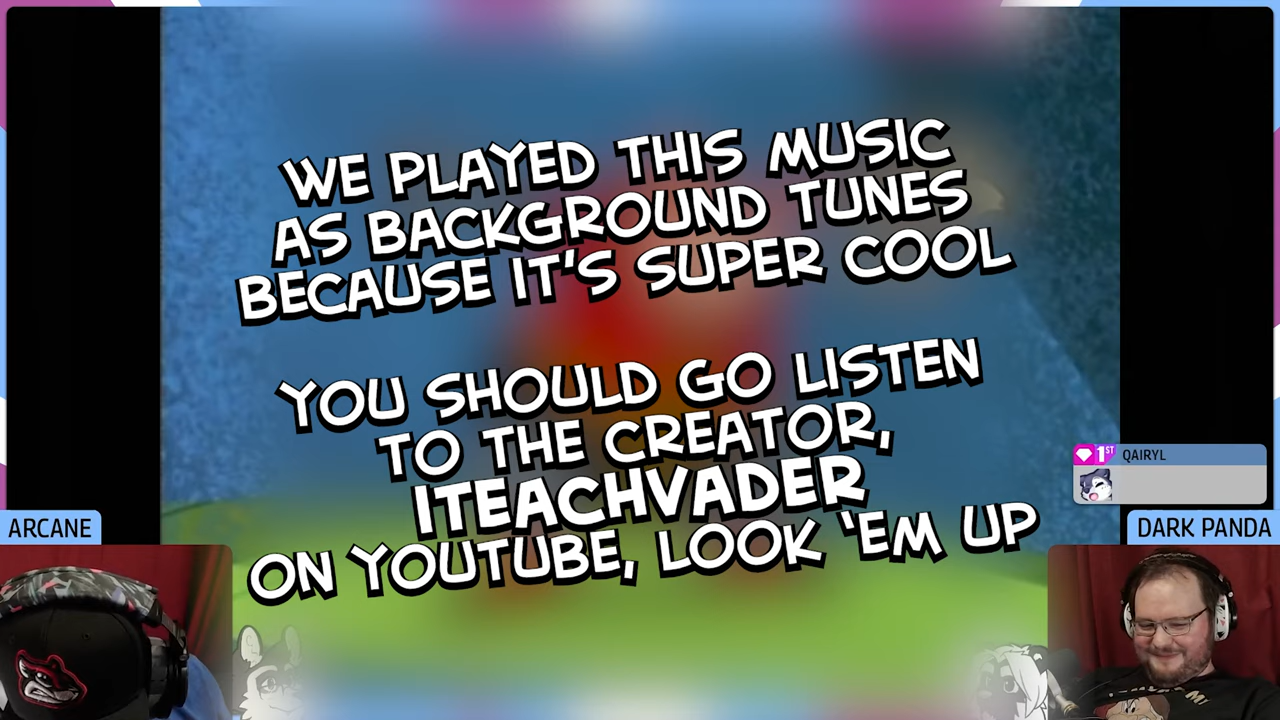 WE PLAYED THIS MUSIC
AS BACKGROUND TUNES
BECAUSE IT'S SUPER COOL
YOU SHOULD GO LISTEN
TO THE CREATOR,
ITEACHVADER
ON YOUTUBE, LOOK 'EM UP
1ST QAIRYL
ARCANE
DARK PANDA